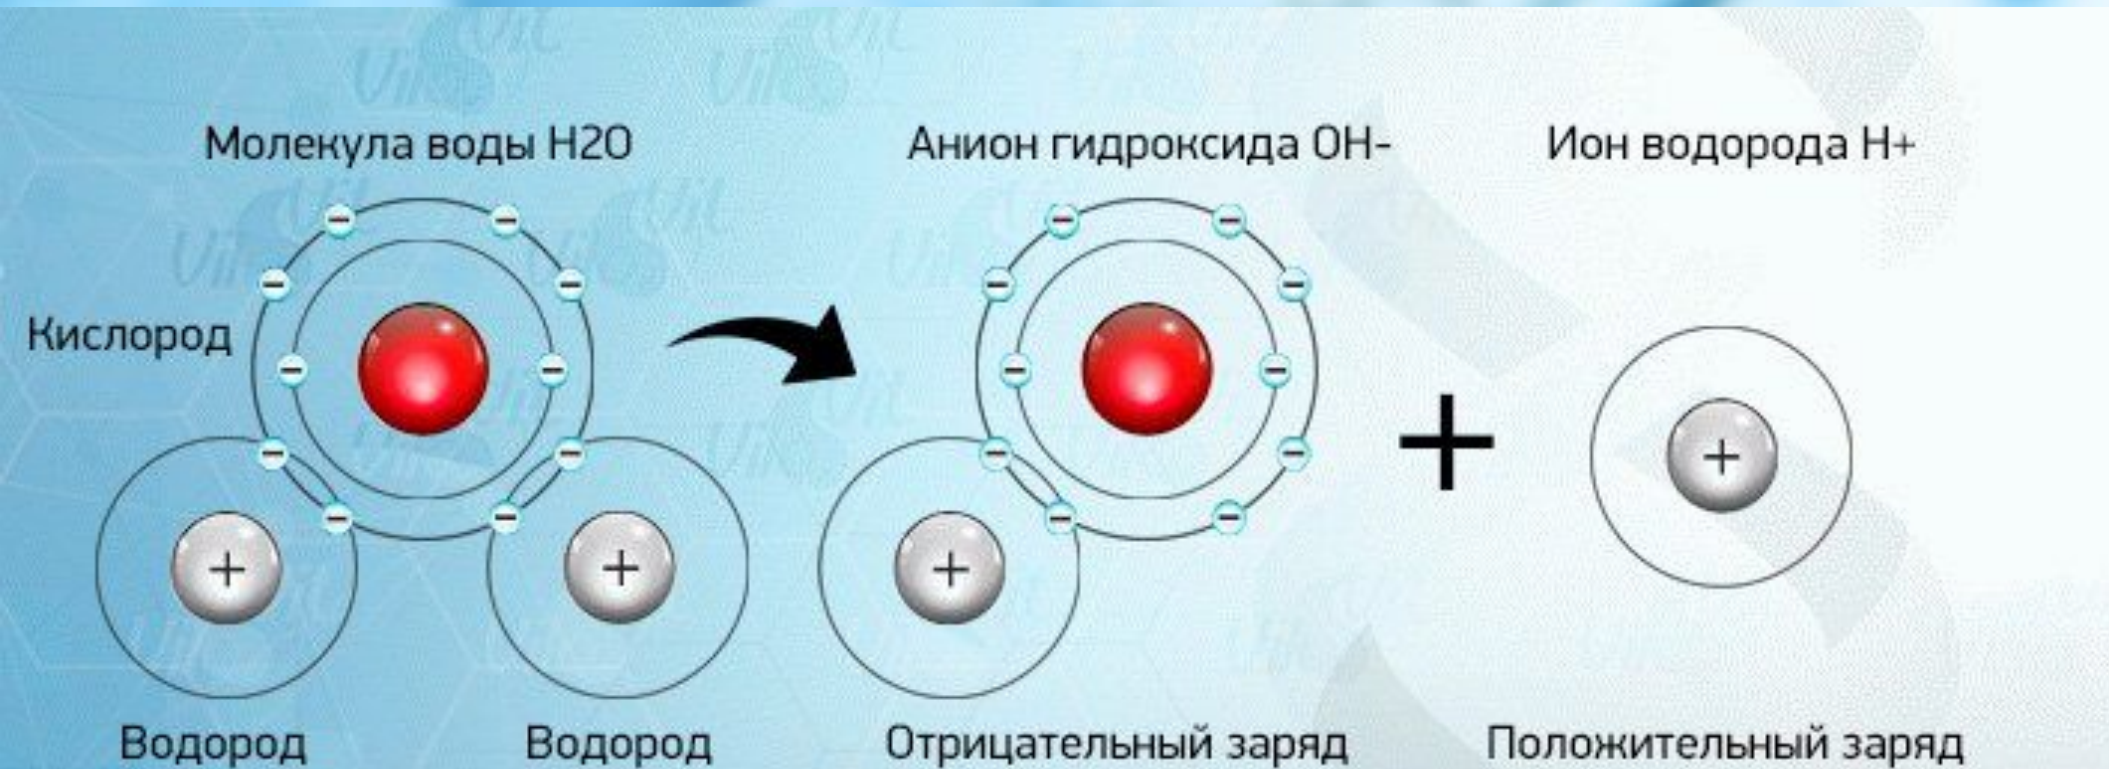 Молекула воды H2O
Анион гидроксида OH-
Ион водорода H+
Кислород
+
+
+
+
+
Водород
Водород
Отрицательный заряд
Положительный заряд